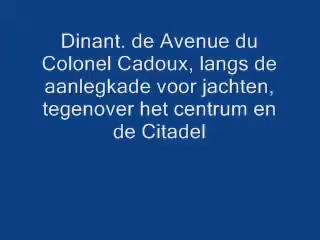 Dinant. de Avenue du
Colonel Cadoux, langs de
aanlegkade voor jachten,
tegenover het centrum en
de Citadel